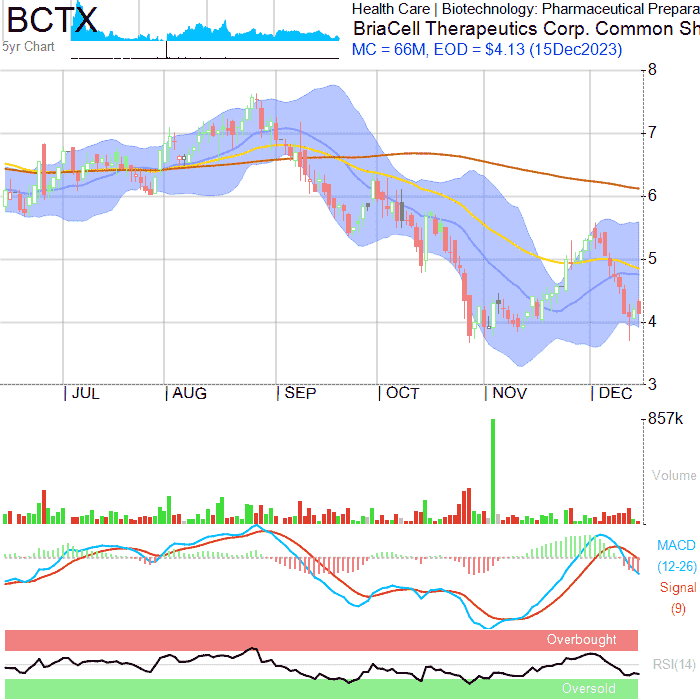 BCTX
5yr Chart
Health Care | Biotechnology: Pharmaceutical Prepara
BriaCell Therapeutics Corp. Common Sh
MC = 66M, EOD = $4.13 (15Dec2023)
8
7
6
5
4
3
JUL AUG SEP OCT NOV DEC
857k
Volume
MACD
(12-26)
Signal
(9)
Overbought
RSI(14)
Oversold